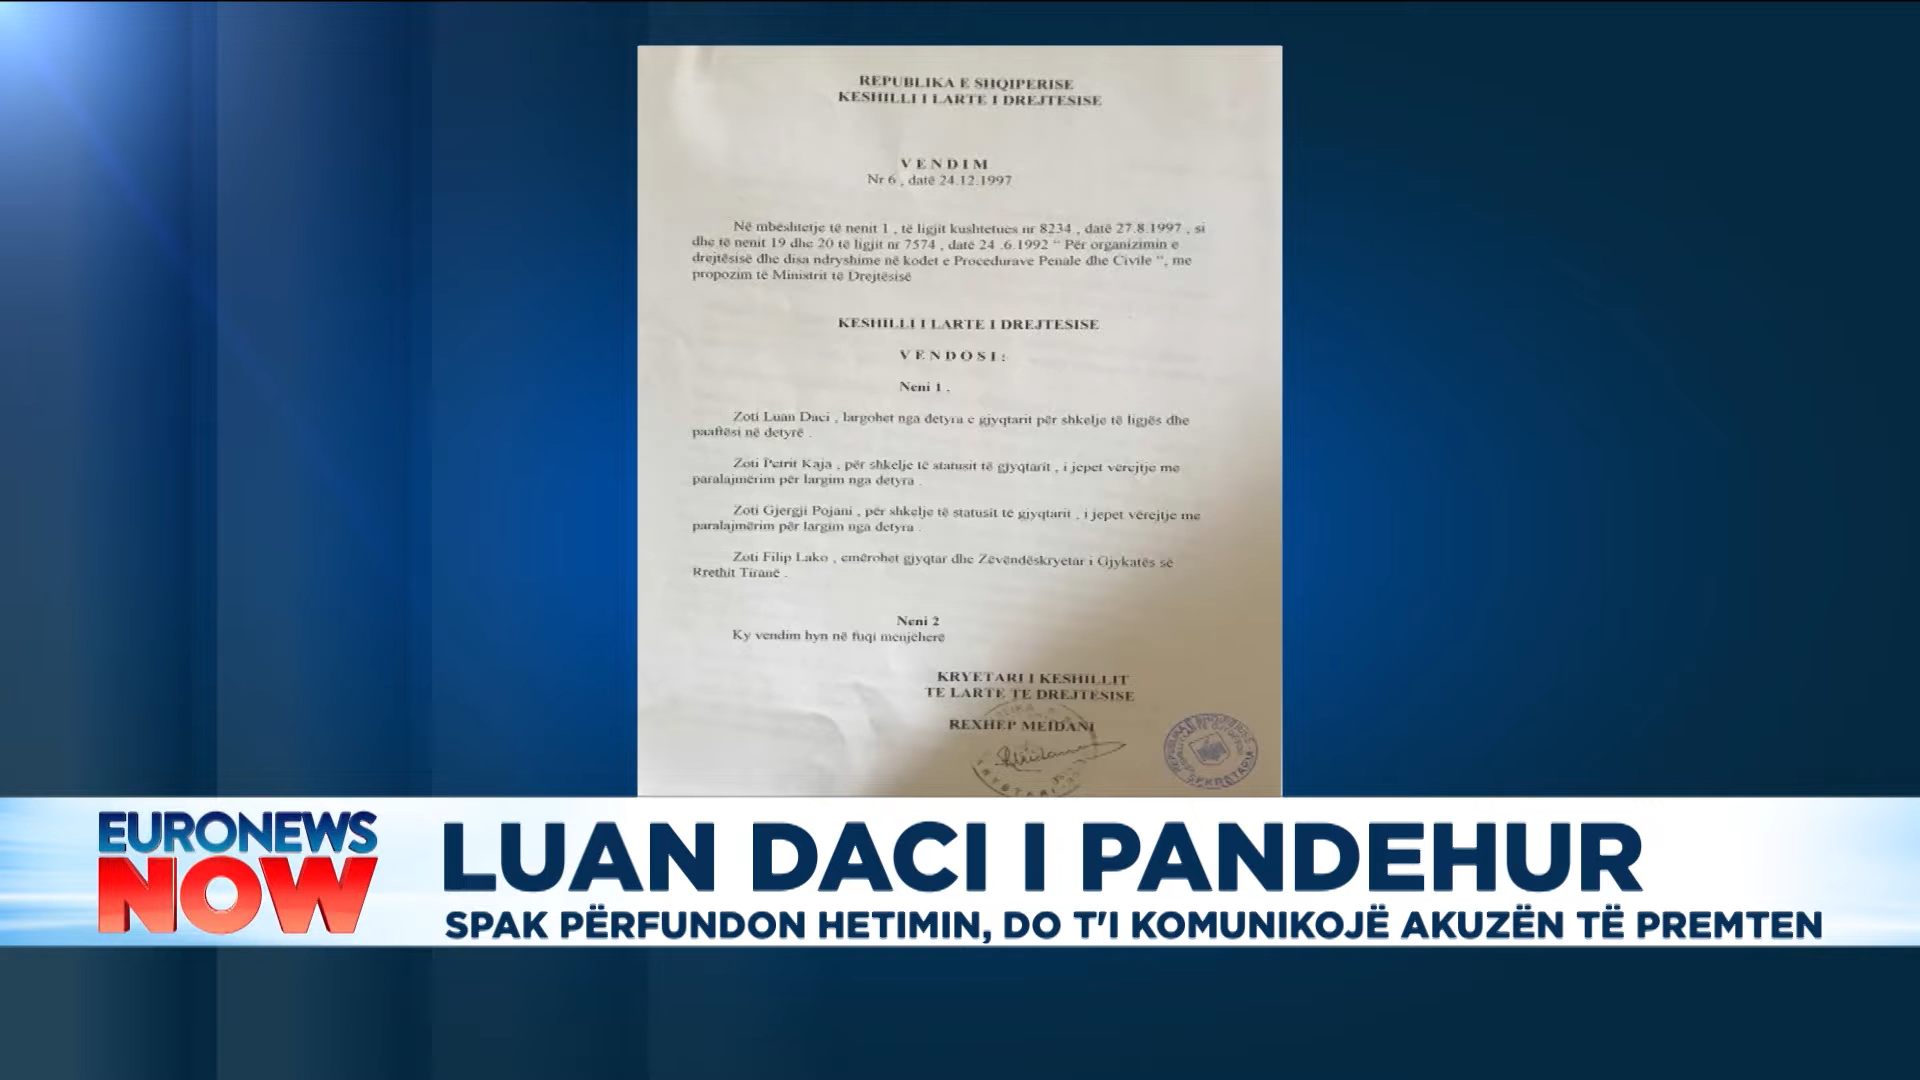 REPUBLIKA E SHQIPERISE
KESHILLI I LARTE I DREJTESISE
V E N D I M
Nr 6 , datë 24.12.1997
Në mbështetje të nenit 1 , të ligjit kushtetues nr 8234 , datë 27.8.1997 , si
dhe të nenit 19 dhe 20 të ligjit nr 7574 , datë 24 .6.1992 “ Për organizimin e
drejtësisë dhe disa ndryshime në kodet e Procedurave Penale dhe Civile “, me
propozim të Ministrit të Drejtësisë
KESHILLI I LARTE I DREJTESISE
V E N D O S I :
Neni 1 .
Zoti Luan Daci , largohet nga detyra e gjyqtarit për shkelje të ligjës dhe
paaftësi në detyrë .
Zoti Petrit Kaja , për shkelje të statusit të gjyqtarit , i jepet vërejtje me
paralajmërim për largim nga detyra .
Zoti Gjergji Pojani , për shkelje të statusit të gjyqtarit , i jepet vërejtje me
paralajmërim për largim nga detyra .
Zoti Filip Lako , emërohet gjyqtar dhe Zëvëndëskryetar i Gjykatës së
Rrethit Tiranë .
Neni 2
Ky vendim hyn në fuqi menjëherë
KRYETARI I KESHILLIT
TE LARTE TE DREJTESISE
REXHEP MEIDANI
EURONEWS
NOW
LUAN DACI I PANDEHUR
SPAK PËRFUNDON HETIMIN, DO T'I KOMUNIKOJË AKUZËN TË PREMTEN